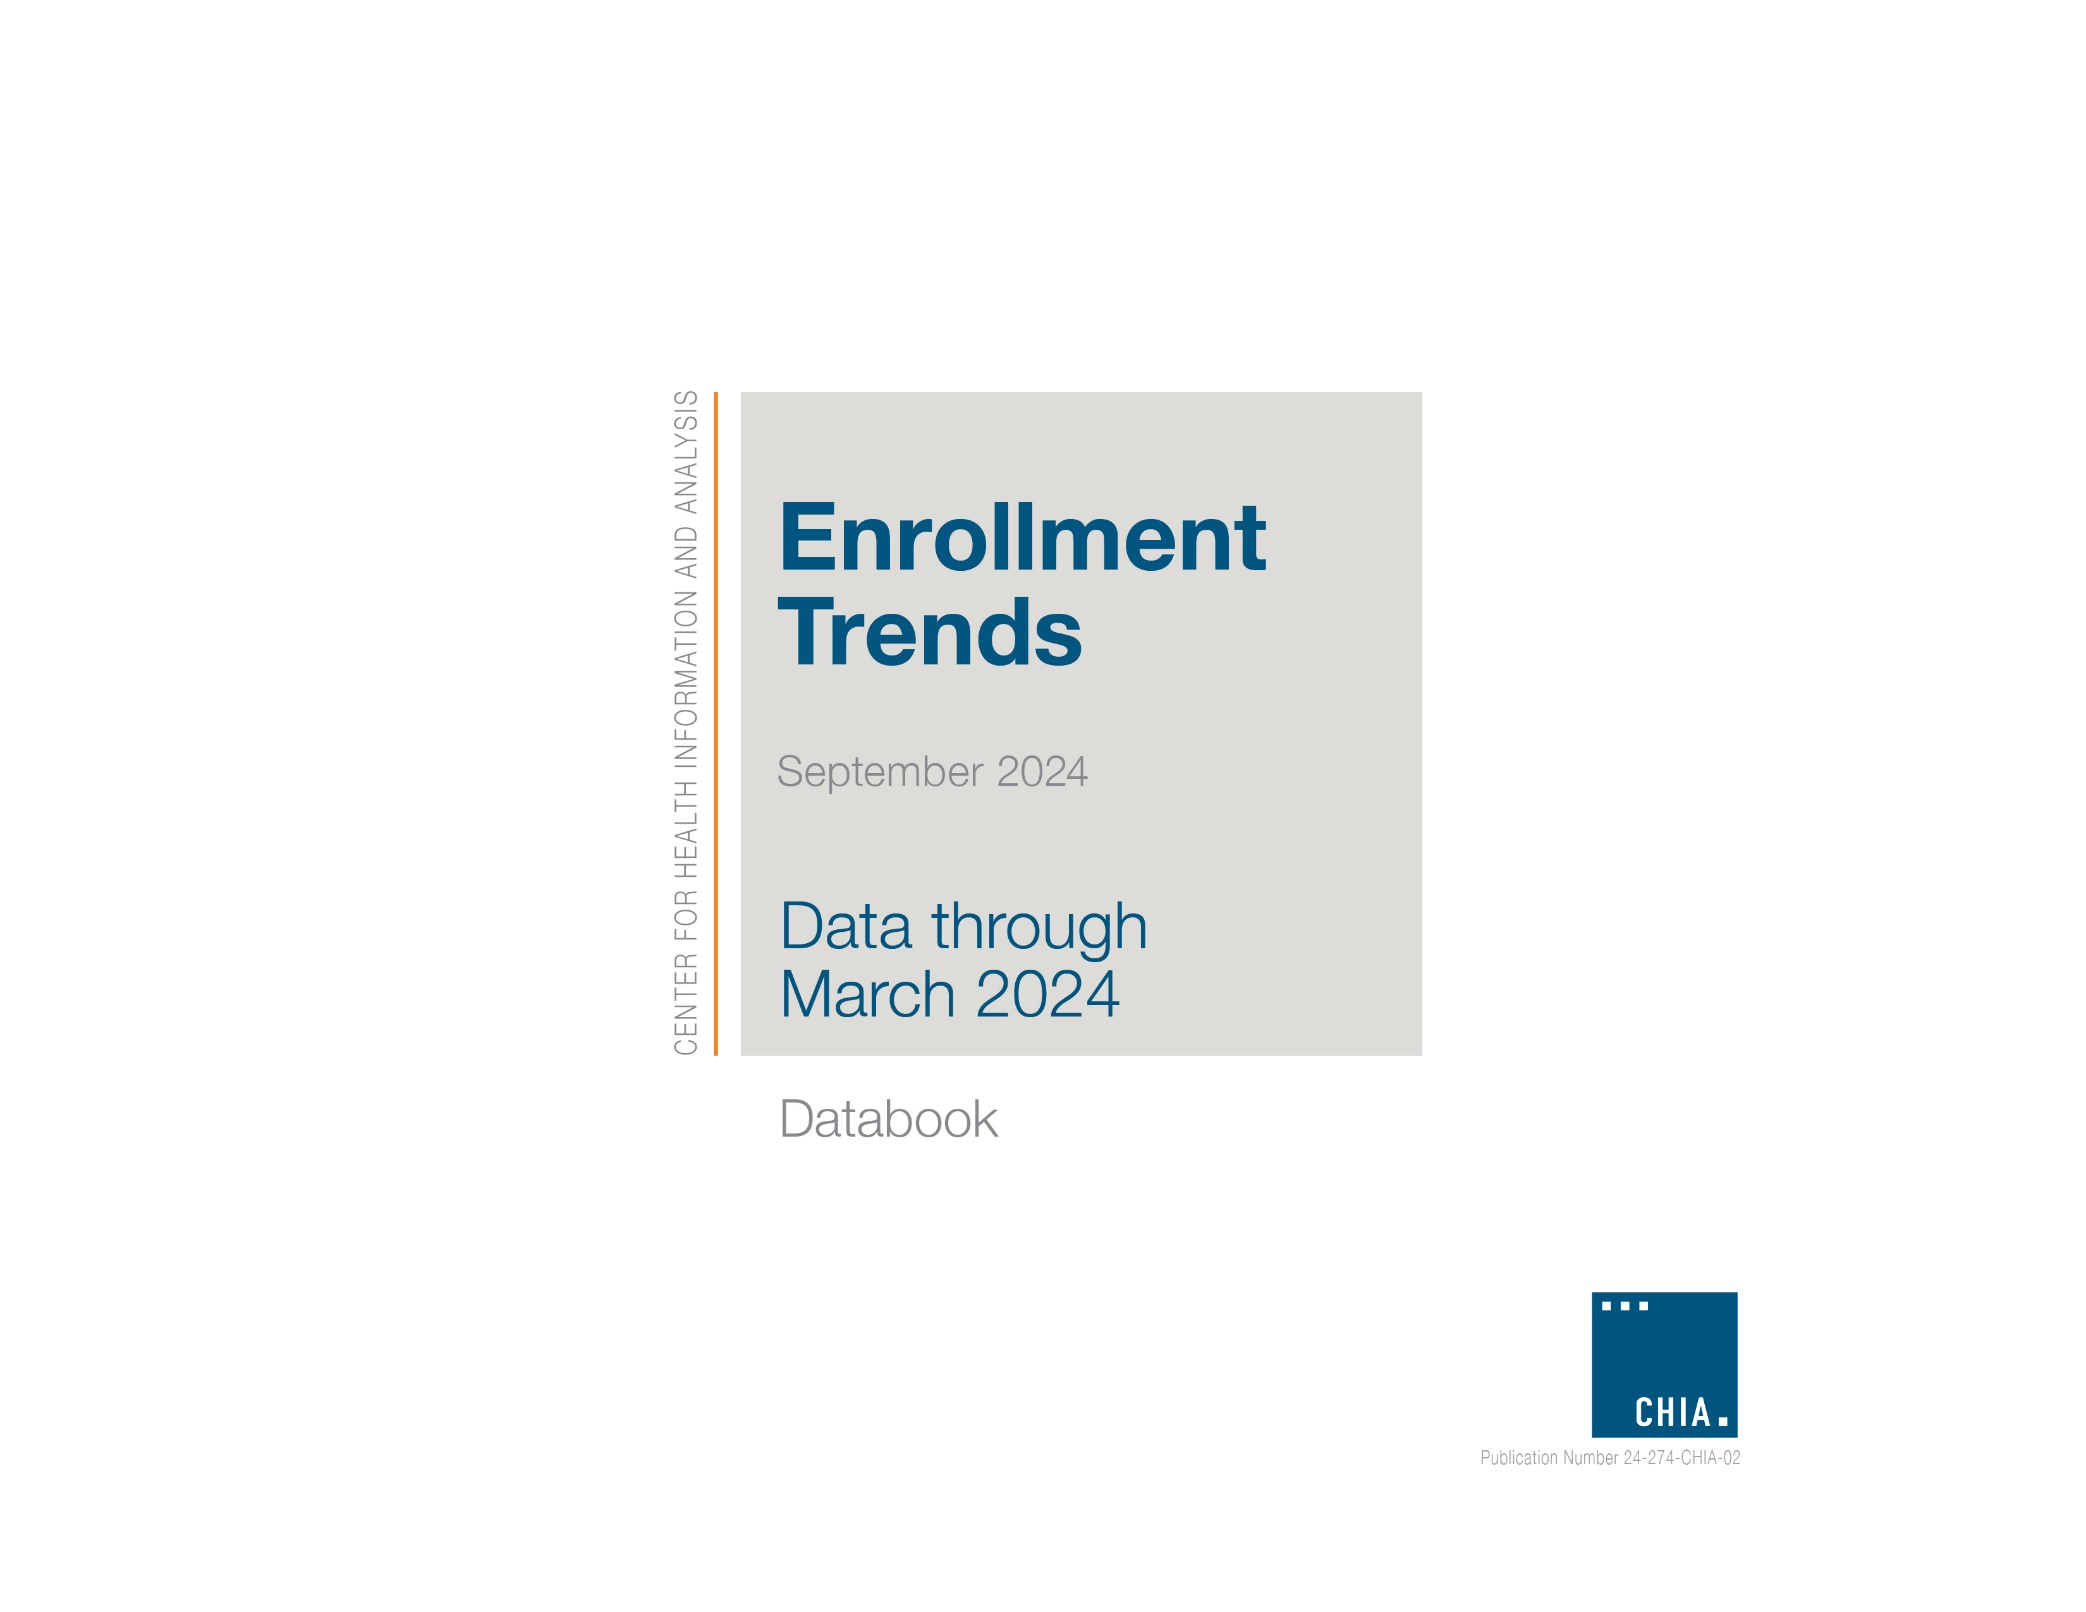 CENTER FOR HEALTH INFORMATION AND ANALYSIS
Enrollment
Trends
September 2024
Data through
March 2024
Databook
CHIA.
Publication Number 24-274-CHIA-02